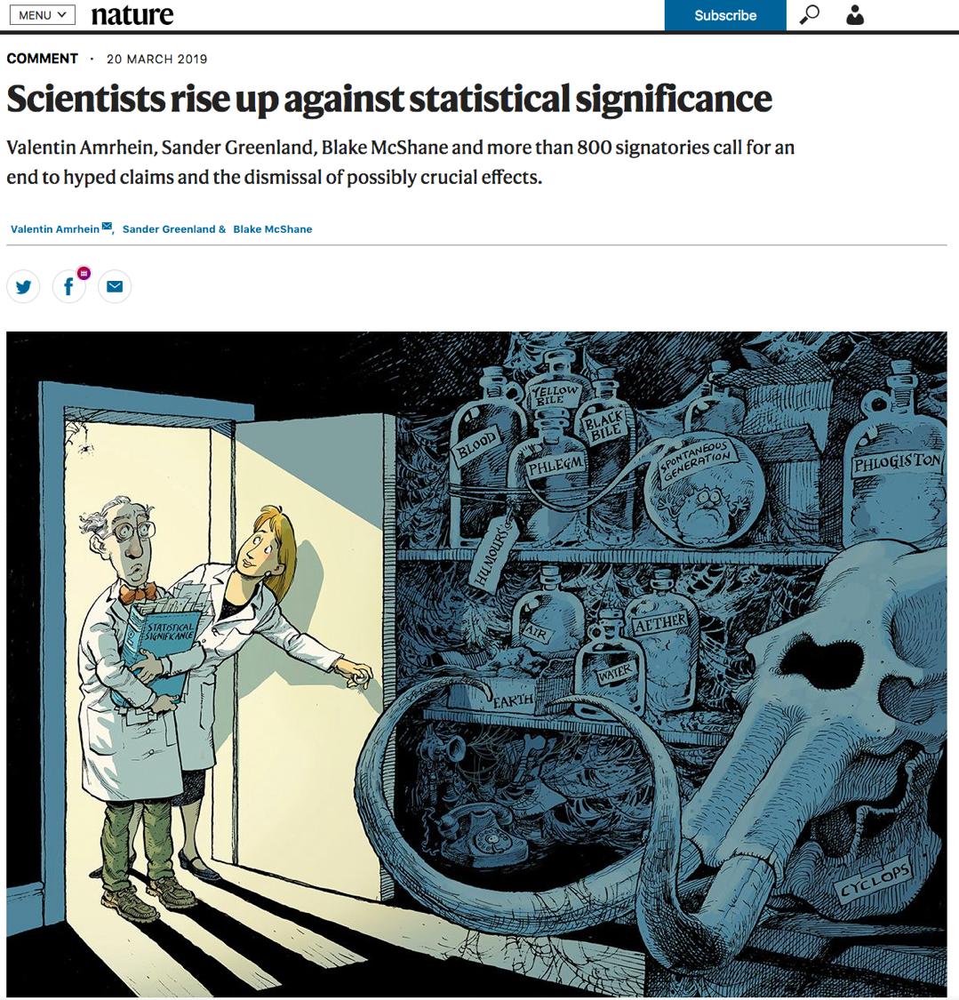 MENU
nature
Subscribe
COMMENT · 20 MARCH 2019
Scientists rise up against statistical significance
Valentin Amrhein, Sander Greenland, Blake McShane and more than 800 signatories call for an
end to hyped claims and the dismissal of possibly crucial effects.
Valentin Amrhein, Sander Greenland & Blake McShane
YELLOW
BILE
BLACK
BILE
BLOOD
PHLEGM
SPONTANEOUS
GENERATION
PHLOGISTON
HUMOURS
STATISTICAL
SIGNIFICANCE
AIR
AETHER
WATER
EARTH
FIRE
CYCLOPS